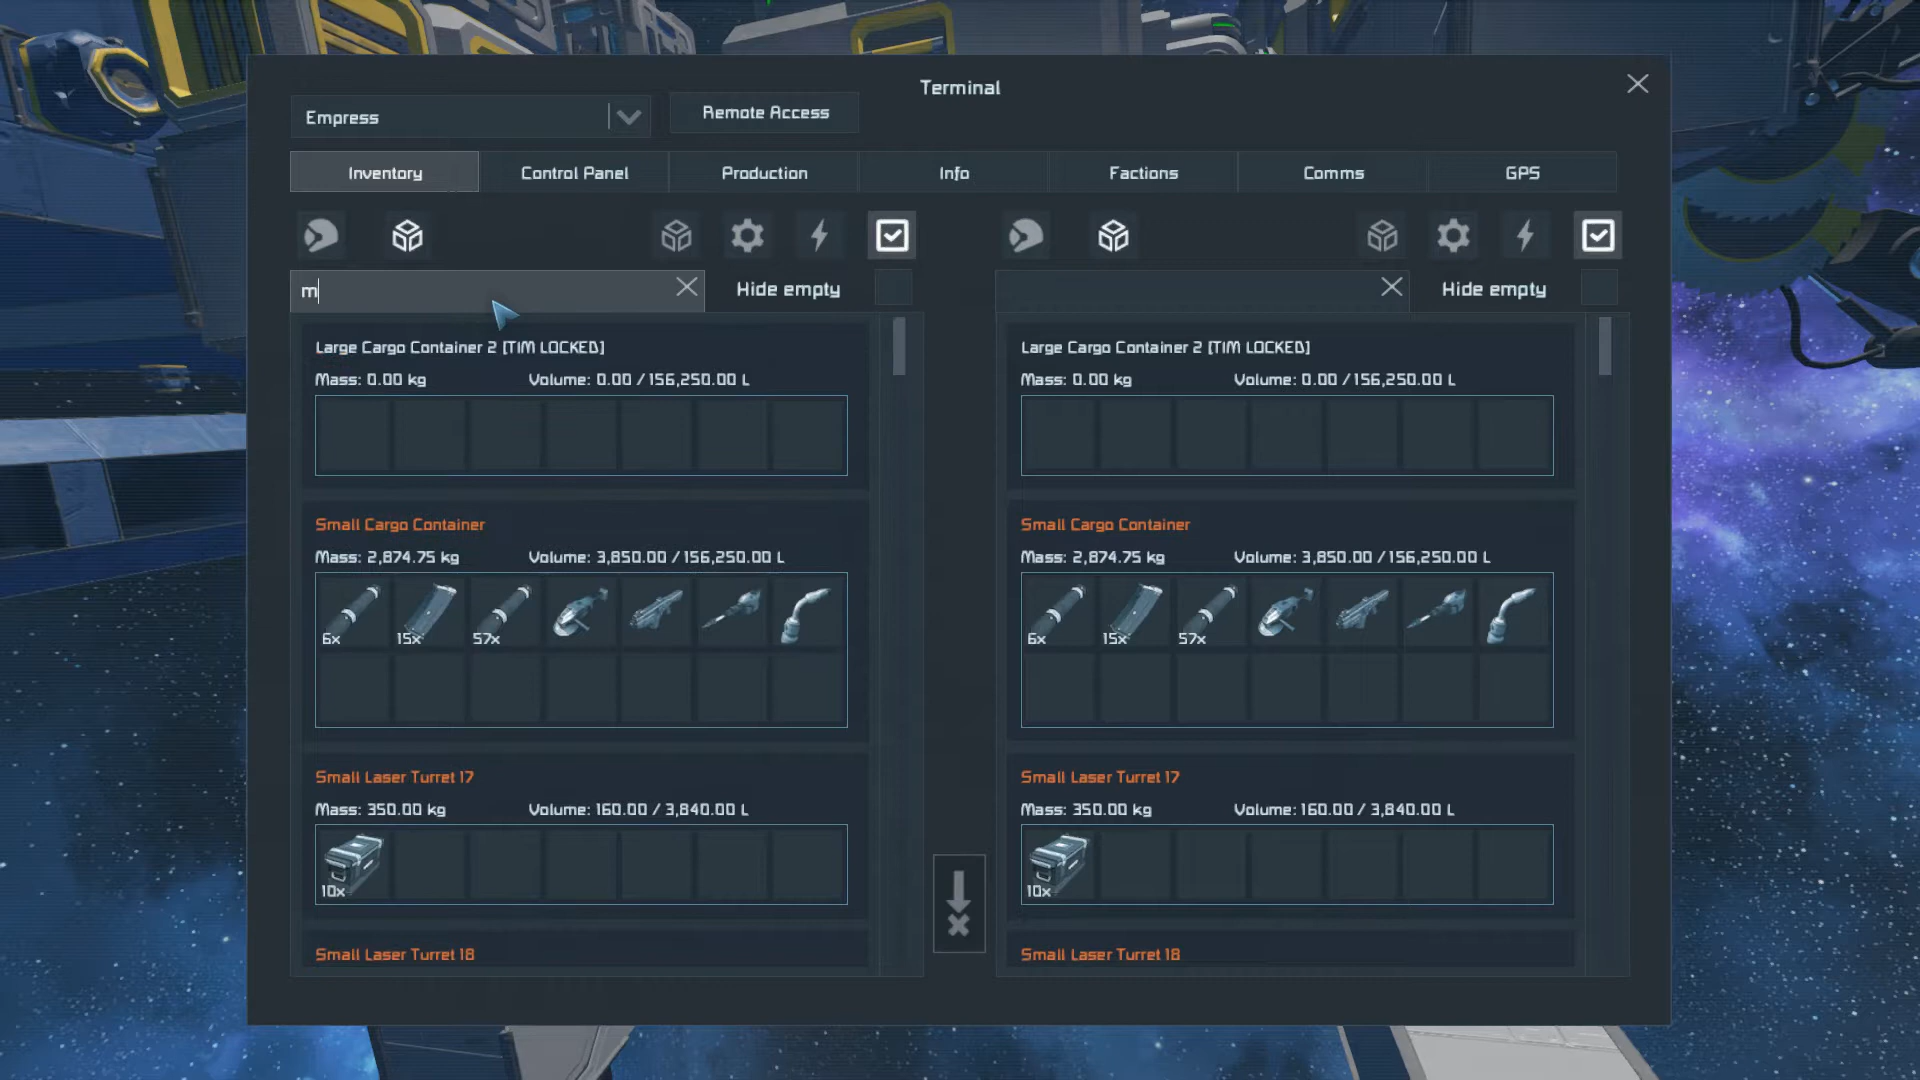 Terminal
Empress
Remote Access
Inventory
Control Panel
Production
Info
Factions
Comms
GPS
m
Hide empty
Large Cargo Container 2 [TIM LOCKED]
Mass: 0.00 kg
Volume: 0.00 / 156,250.00 L
Small Cargo Container
Mass: 2,874.75 kg
Volume: 3,850.00 / 156,250.00 L
6x
15x
57x
Small Laser Turret 17
Mass: 350.00 kg
Volume: 160.00 / 3,840.00 L
10x
Small Laser Turret 18
Hide empty
Large Cargo Container 2 [TIM LOCKED]
Mass: 0.00 kg
Volume: 0.00 / 156,250.00 L
Small Cargo Container
Mass: 2,874.75 kg
Volume: 3,850.00 / 156,250.00 L
6x
15x
57x
Small Laser Turret 17
Mass: 350.00 kg
Volume: 160.00 / 3,840.00 L
10x
Small Laser Turret 18